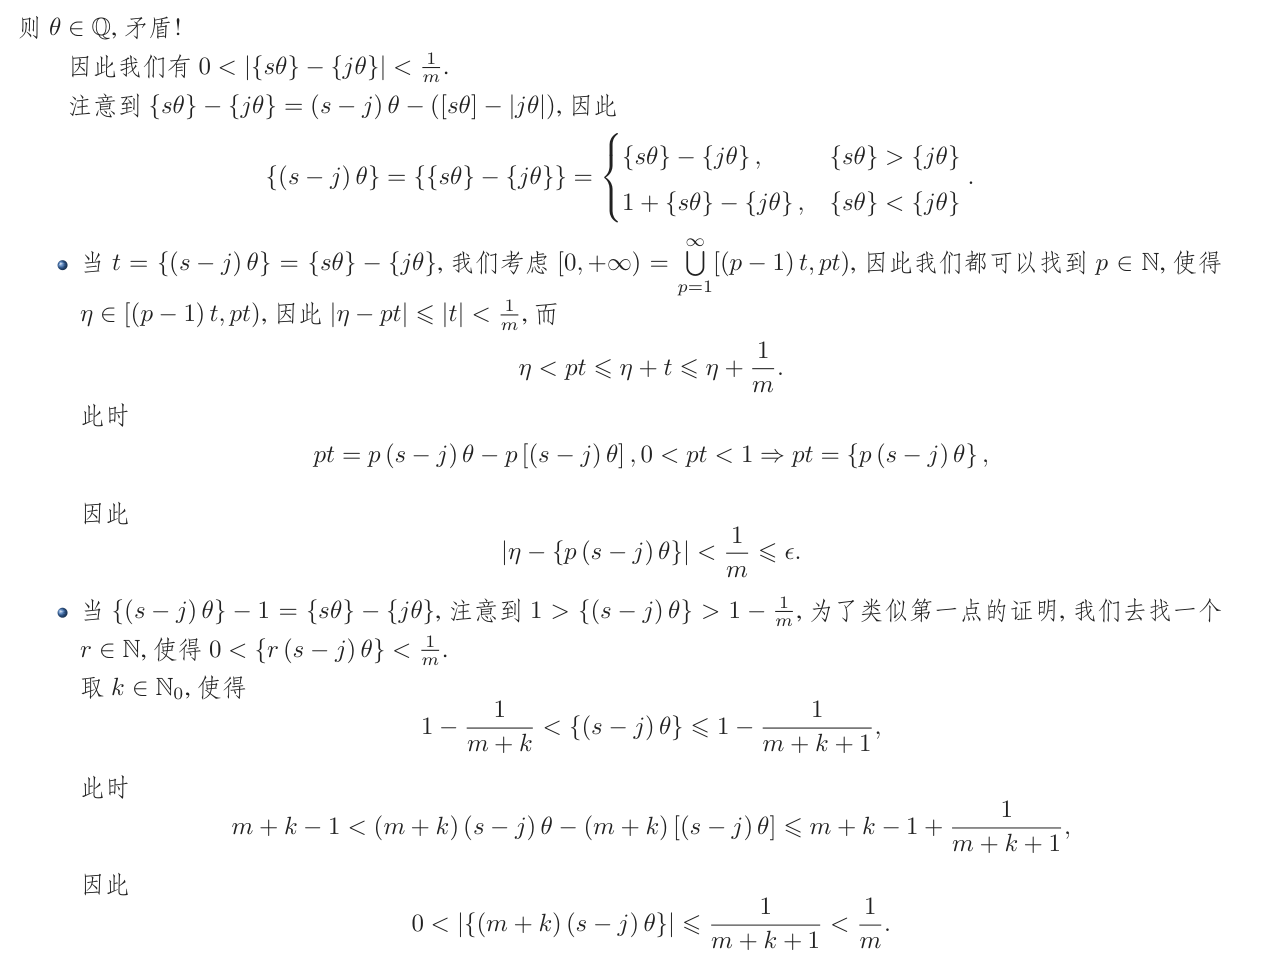 则 θ ∈ ℚ, 矛盾!
因此我们有 0 < |{sθ} − {jθ}| < 1/m.
注意到 {sθ} − {jθ} = (s − j) θ − ([sθ] − |jθ|), 因此
{(s − j) θ} = {{sθ} − {jθ}} = { {sθ} − {jθ} , {sθ} > {jθ}
1 + {sθ} − {jθ} , {sθ} < {jθ} .
• 当 t = {(s − j) θ} = {sθ} − {jθ}, 我们考虑 [0, +∞) = ⋃_{p=1}^{∞} [(p − 1) t, pt), 因此我们都可以找到 p ∈ ℕ, 使得
η ∈ [(p − 1) t, pt), 因此 |η − pt| ⩽ |t| < 1/m, 而
η < pt ⩽ η + t ⩽ η + 1/m.
此时
pt = p (s − j) θ − p [(s − j) θ] , 0 < pt < 1 ⇒ pt = {p (s − j) θ} ,
因此
|η − {p (s − j) θ}| < 1/m ⩽ ϵ.
• 当 {(s − j) θ} − 1 = {sθ} − {jθ}, 注意到 1 > {(s − j) θ} > 1 − 1/m, 为了类似第一点的证明, 我们去找一个
r ∈ ℕ, 使得 0 < {r (s − j) θ} < 1/m.
取 k ∈ ℕ₀, 使得
1 − 1/(m + k) < {(s − j) θ} ⩽ 1 − 1/(m + k + 1),
此时
m + k − 1 < (m + k) (s − j) θ − (m + k) [(s − j) θ] ⩽ m + k − 1 + 1/(m + k + 1),
因此
0 < |{(m + k) (s − j) θ}| ⩽ 1/(m + k + 1) < 1/m.